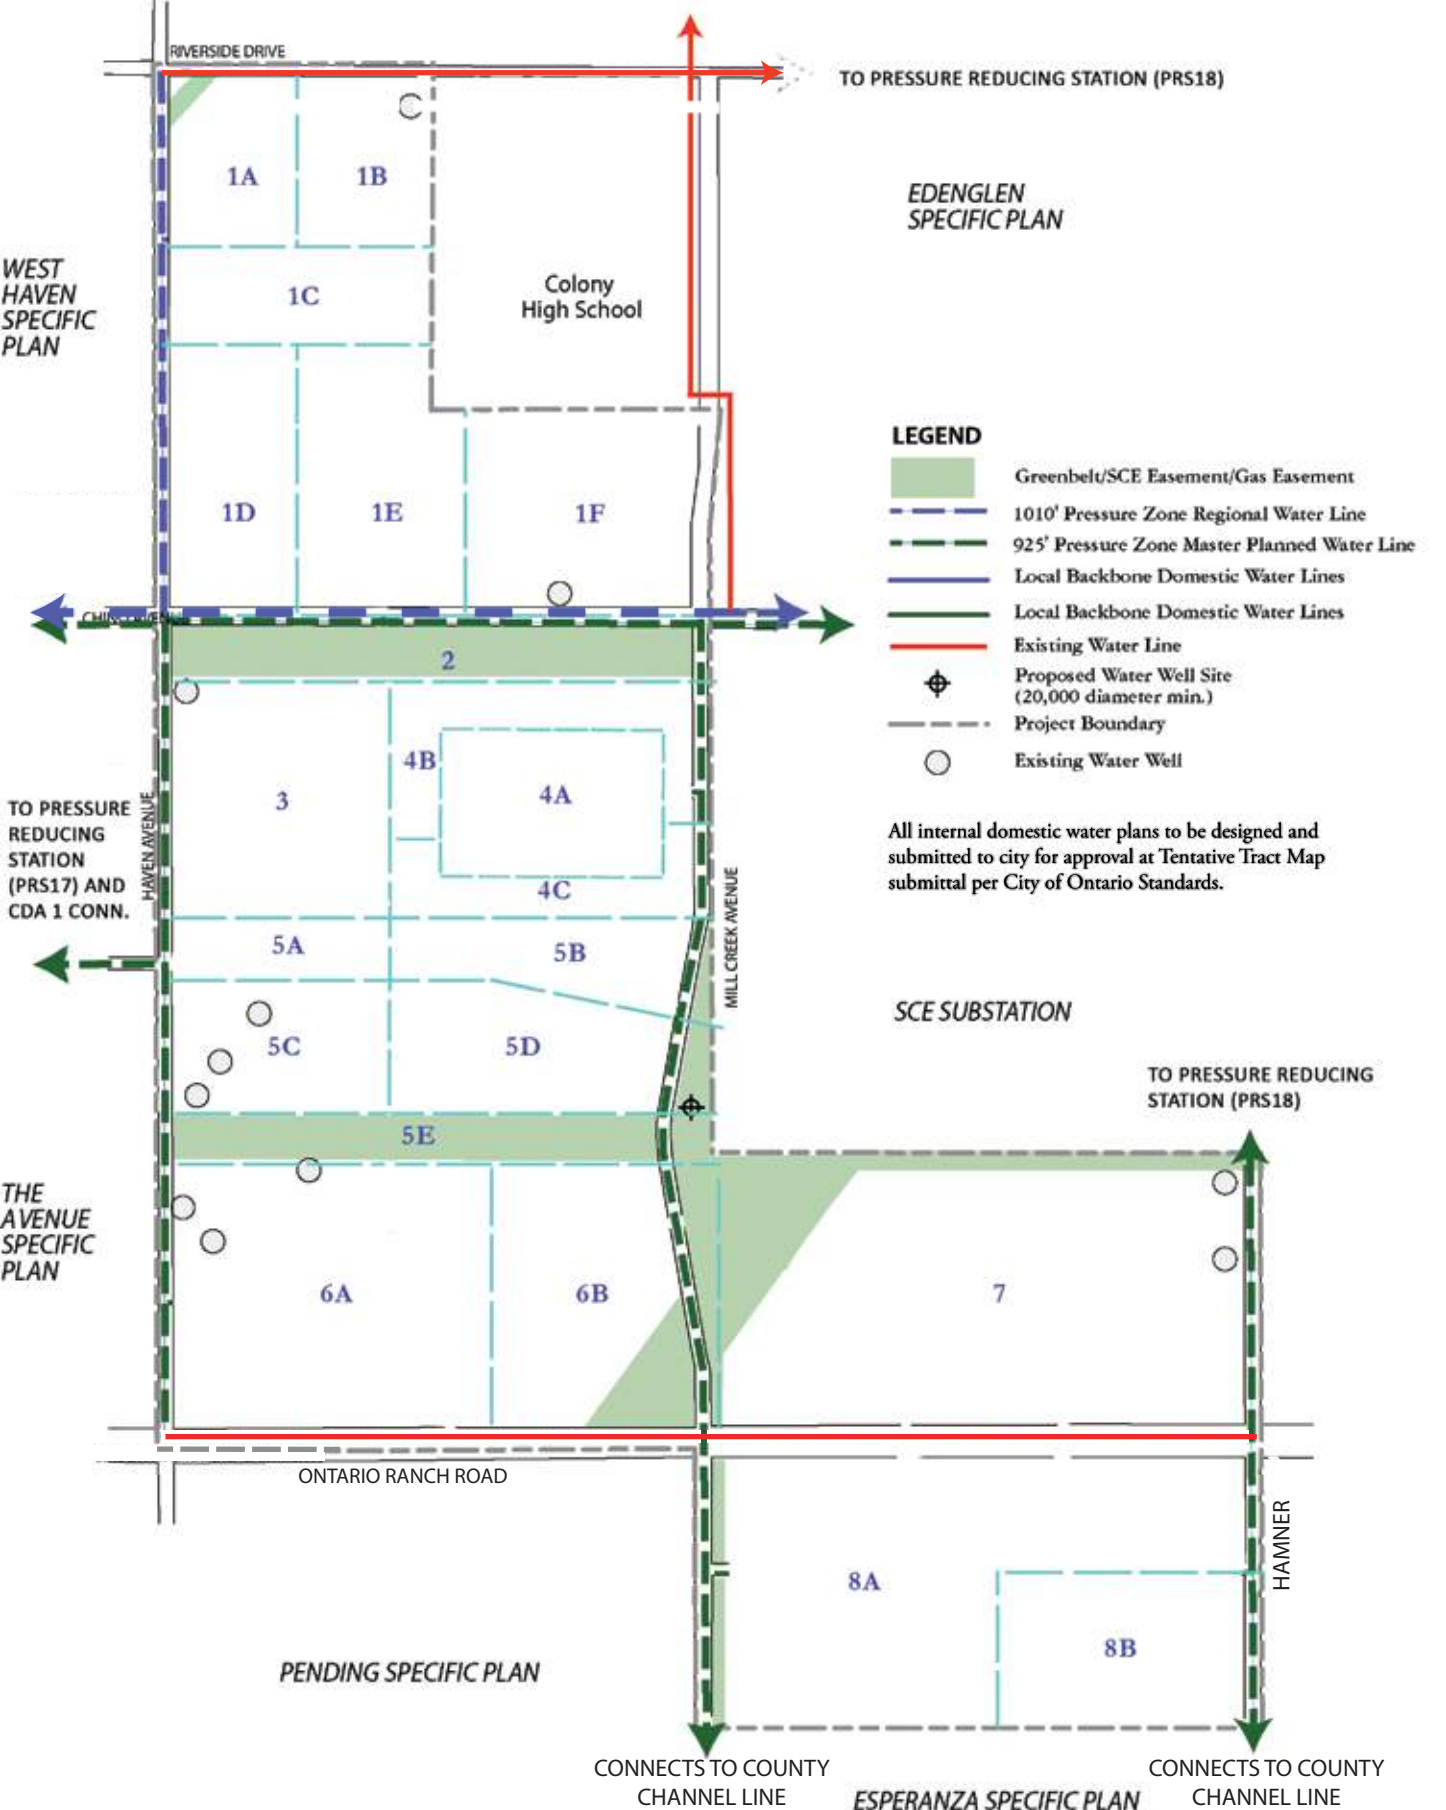 RIVERSIDE DRIVE
TO PRESSURE REDUCING STATION (PRS18)
1A
1B
EDENGLEN
SPECIFIC PLAN
WEST
HAVEN
SPECIFIC
PLAN
1C
Colony
High School
LEGEND
Greenbelt/SCE Easement/Gas Easement
1010' Pressure Zone Regional Water Line
925' Pressure Zone Master Planned Water Line
Local Backbone Domestic Water Lines
Local Backbone Domestic Water Lines
Existing Water Line
Proposed Water Well Site
(20,000 diameter min.)
Project Boundary
Existing Water Well
1D
1E
1F
CHINO AVENUE
2
3
4B
4A
4C
TO PRESSURE
REDUCING
STATION
(PRS17) AND
CDA 1 CONN.
HAVEN AVENUE
All internal domestic water plans to be designed and
submitted to city for approval at Tentative Tract Map
submittal per City of Ontario Standards.
MILL CREEK AVENUE
5A
5B
5C
5D
SCE SUBSTATION
TO PRESSURE REDUCING
STATION (PRS18)
5E
THE
AVENUE
SPECIFIC
PLAN
6A
6B
7
ONTARIO RANCH ROAD
HAMNER
8A
8B
PENDING SPECIFIC PLAN
CONNECTS TO COUNTY
CHANNEL LINE
CONNECTS TO COUNTY
CHANNEL LINE
ESPERANZA SPECIFIC PLAN